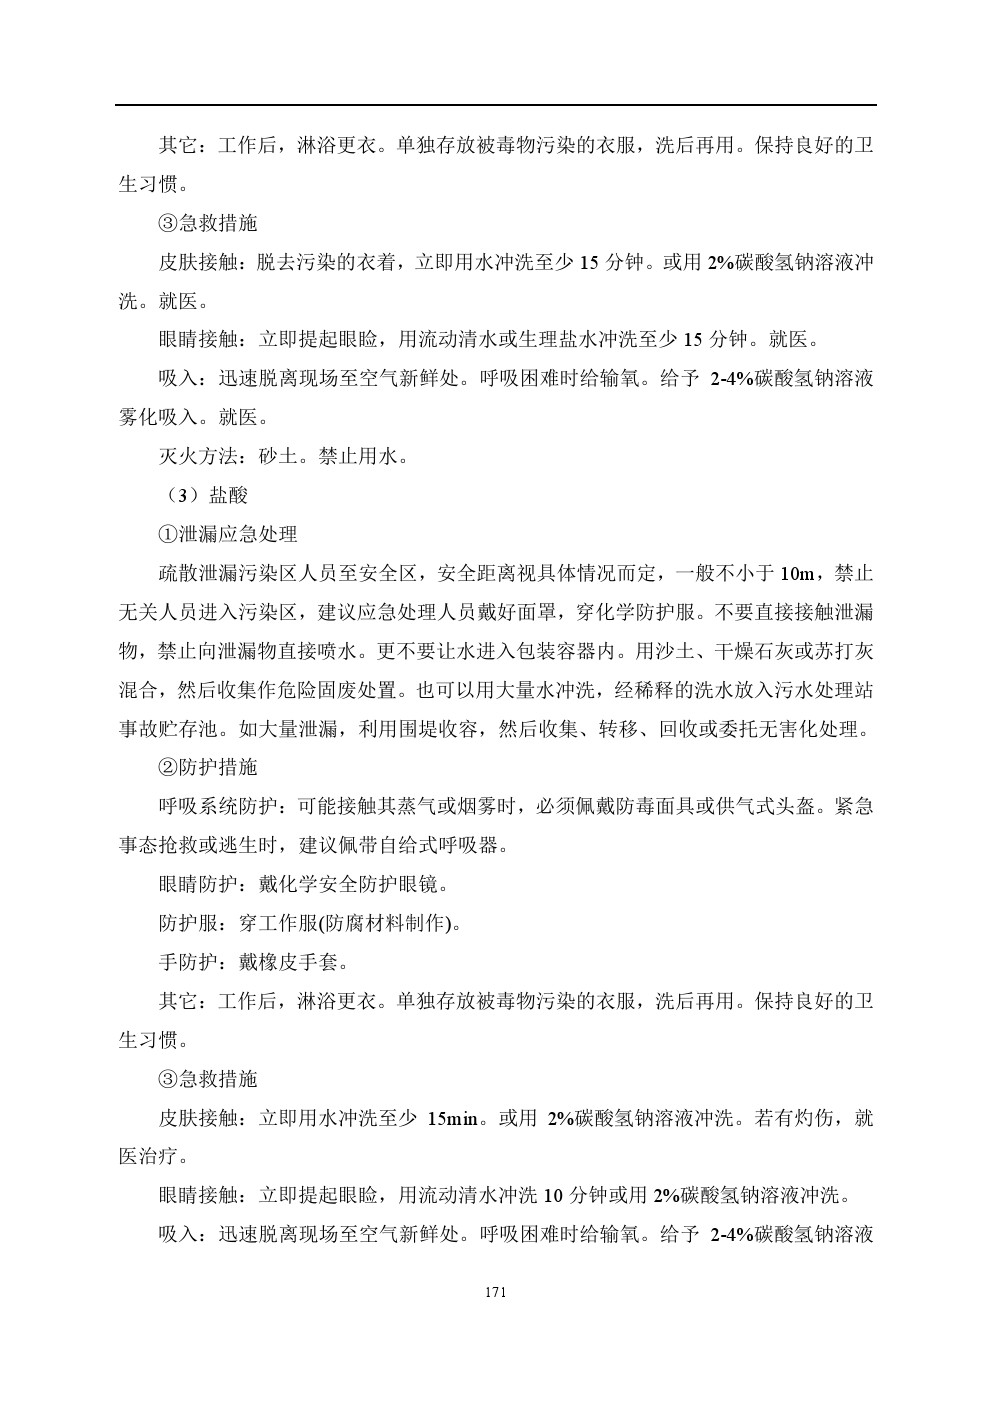 其它：工作后，淋浴更衣。单独存放被毒物污染的衣服，洗后再用。保持良好的卫
生习惯。
③急救措施
皮肤接触：脱去污染的衣着，立即用水冲洗至少 15 分钟。或用 2%碳酸氢钠溶液冲
洗。就医。
眼睛接触：立即提起眼睑，用流动清水或生理盐水冲洗至少 15 分钟。就医。
吸入：迅速脱离现场至空气新鲜处。呼吸困难时给输氧。给予 2-4%碳酸氢钠溶液
雾化吸入。就医。
灭火方法：砂土。禁止用水。
（3）盐酸
①泄漏应急处理
疏散泄漏污染区人员至安全区，安全距离视具体情况而定，一般不小于 10m，禁止
无关人员进入污染区，建议应急处理人员戴好面罩，穿化学防护服。不要直接接触泄漏
物，禁止向泄漏物直接喷水。更不要让水进入包装容器内。用沙土、干燥石灰或苏打灰
混合，然后收集作危险固废处置。也可以用大量水冲洗，经稀释的洗水放入污水处理站
事故贮存池。如大量泄漏，利用围堤收容，然后收集、转移、回收或委托无害化处理。
②防护措施
呼吸系统防护：可能接触其蒸气或烟雾时，必须佩戴防毒面具或供气式头盔。紧急
事态抢救或逃生时，建议佩带自给式呼吸器。
眼睛防护：戴化学安全防护眼镜。
防护服：穿工作服(防腐材料制作)。
手防护：戴橡皮手套。
其它：工作后，淋浴更衣。单独存放被毒物污染的衣服，洗后再用。保持良好的卫
生习惯。
③急救措施
皮肤接触：立即用水冲洗至少 15min。或用 2%碳酸氢钠溶液冲洗。若有灼伤，就
医治疗。
眼睛接触：立即提起眼睑，用流动清水冲洗 10 分钟或用 2%碳酸氢钠溶液冲洗。
吸入：迅速脱离现场至空气新鲜处。呼吸困难时给输氧。给予 2-4%碳酸氢钠溶液
171